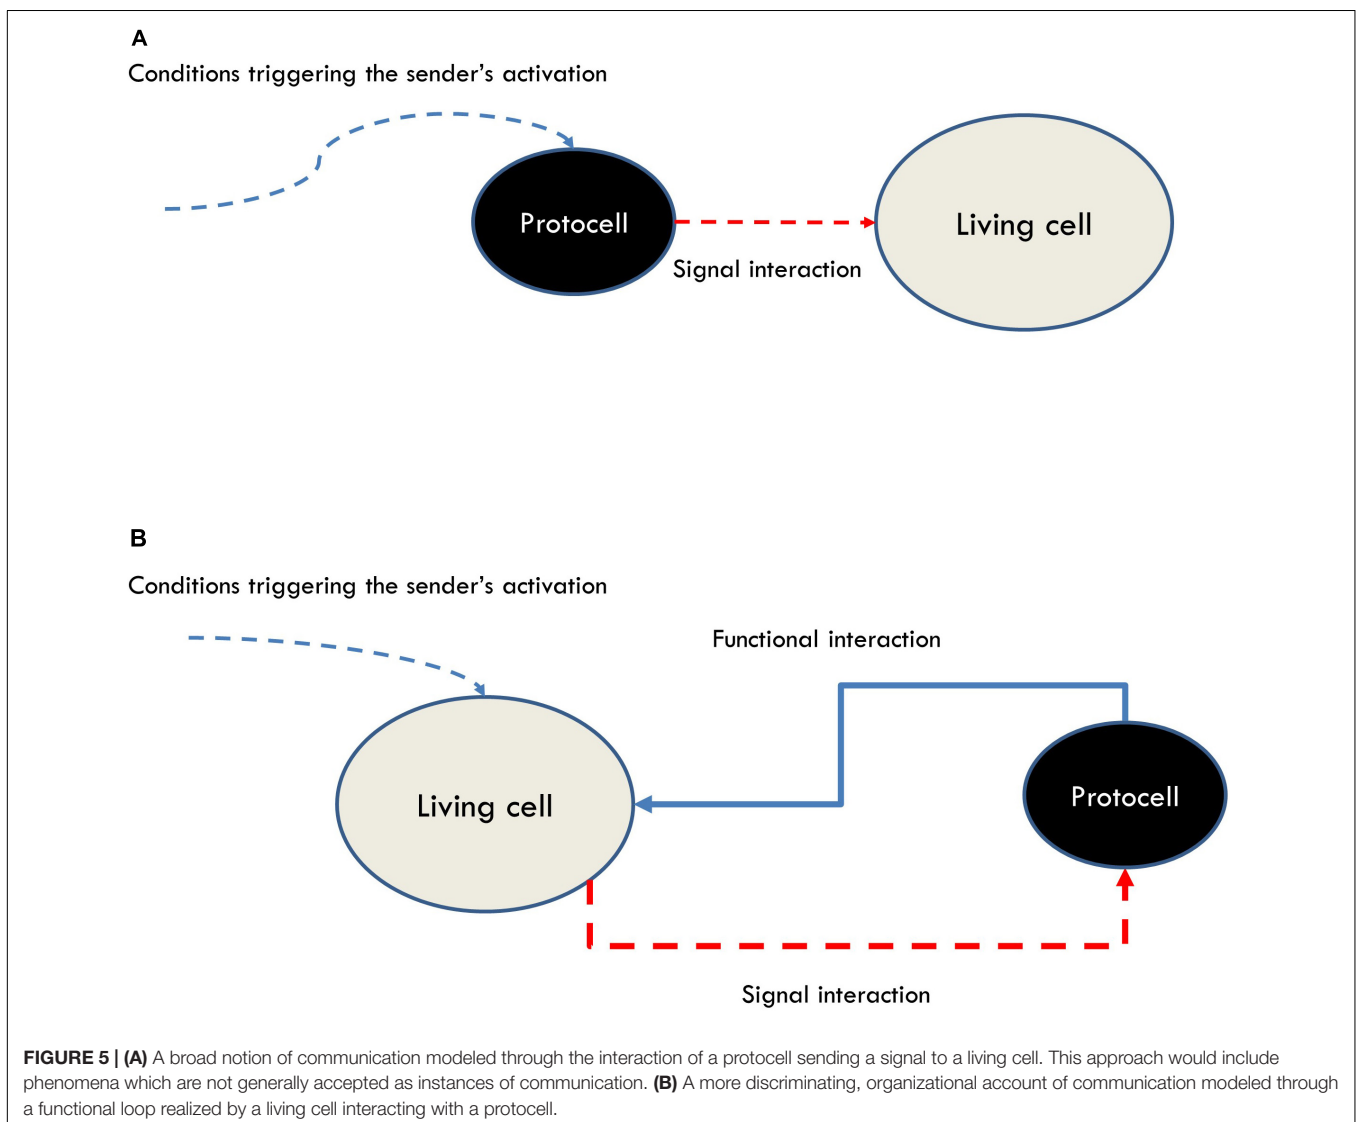 A
Conditions triggering the sender’s activation
Protocell
Living cell
Signal interaction
B
Conditions triggering the sender’s activation
Functional interaction
Living cell
Protocell
Signal interaction
FIGURE 5 | (A) A broad notion of communication modeled through the interaction of a protocell sending a signal to a living cell. This approach would include
phenomena which are not generally accepted as instances of communication. (B) A more discriminating, organizational account of communication modeled through
a functional loop realized by a living cell interacting with a protocell.